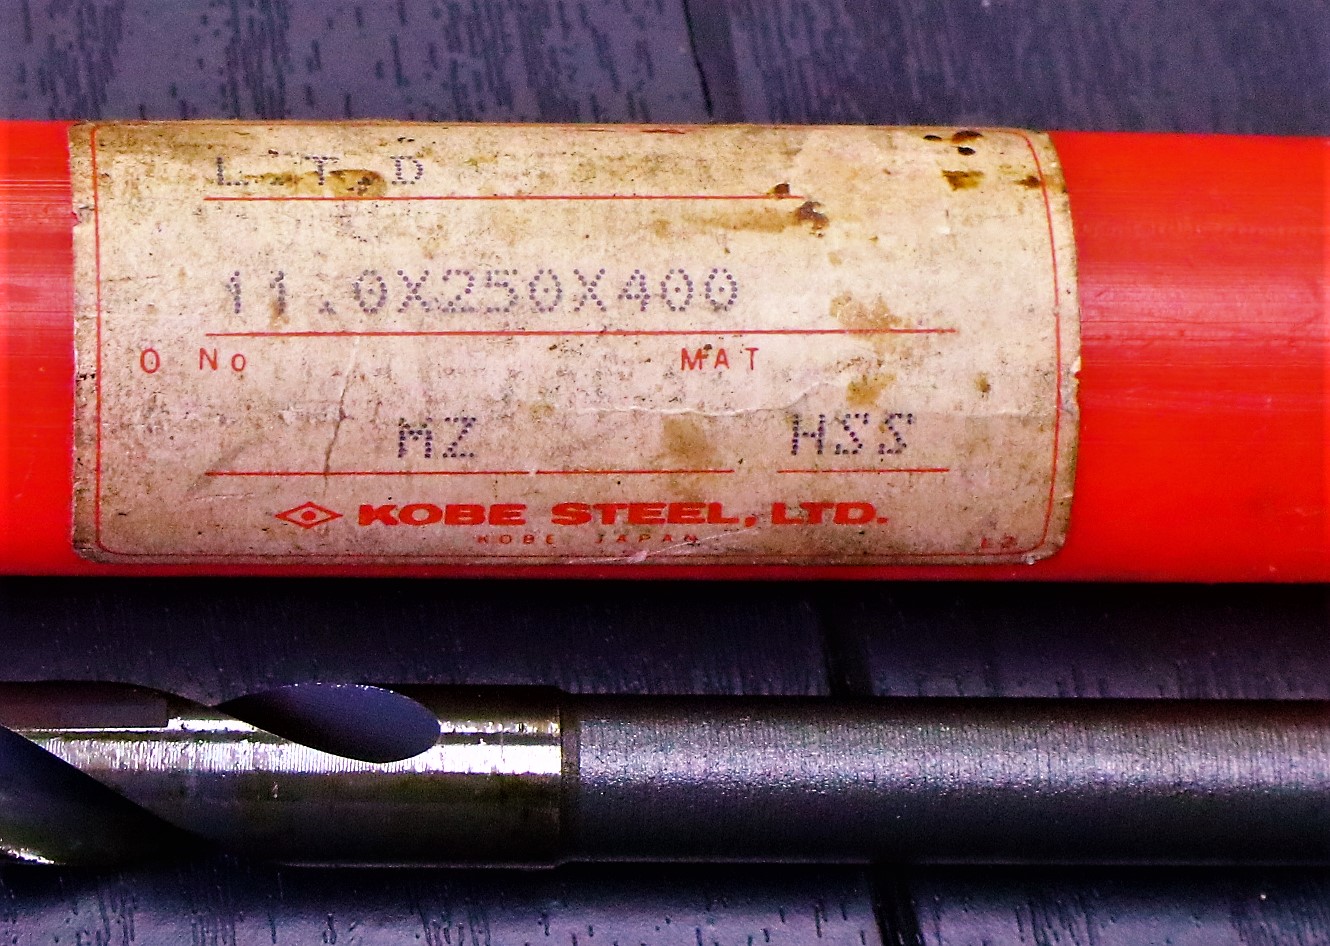 L.T.D
11.0X250X400
O No MAT
MZ HSS
KOBE STEEL, LTD.
KOBE JAPAN